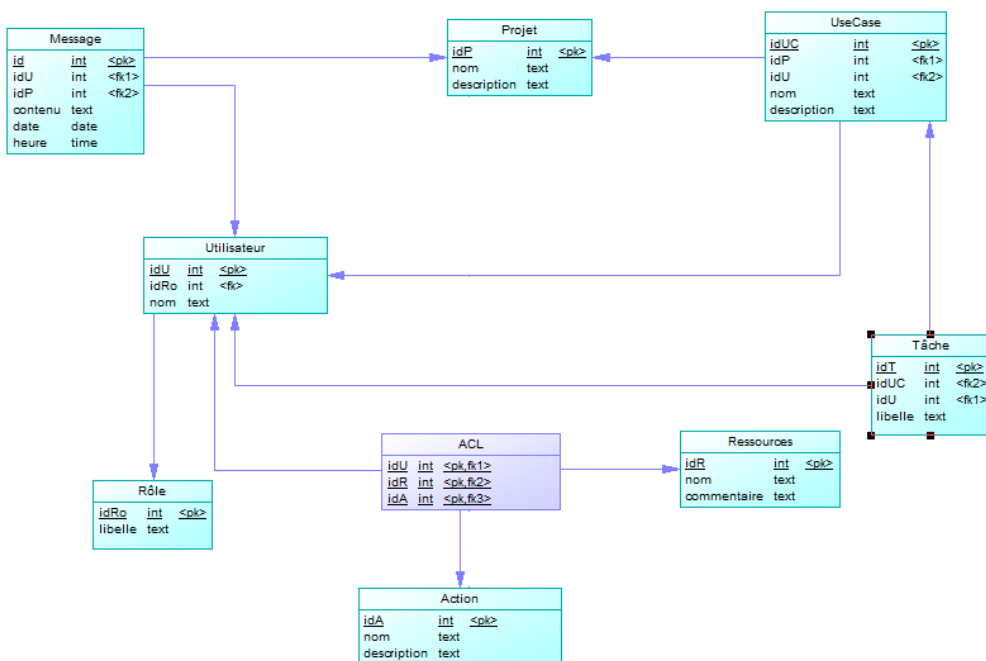 Message
id int <pk>
idU int <fk1>
idP int <fk2>
contenu text
date date
heure time
Projet
idP int <pk>
nom text
description text
UseCase
idUC int <pk>
idP int <fk1>
idU int <fk2>
nom text
description text
Utilisateur
idU int <pk>
idRo int <fk>
nom text
Tâche
idT int <pk>
idUC int <fk2>
idU int <fk1>
libelle text
ACL
idU int <pk,fk1>
idR int <pk,fk2>
idA int <pk,fk3>
Ressources
idR int <pk>
nom text
commentaire text
Rôle
idRo int <pk>
libelle text
Action
idA int <pk>
nom text
description text